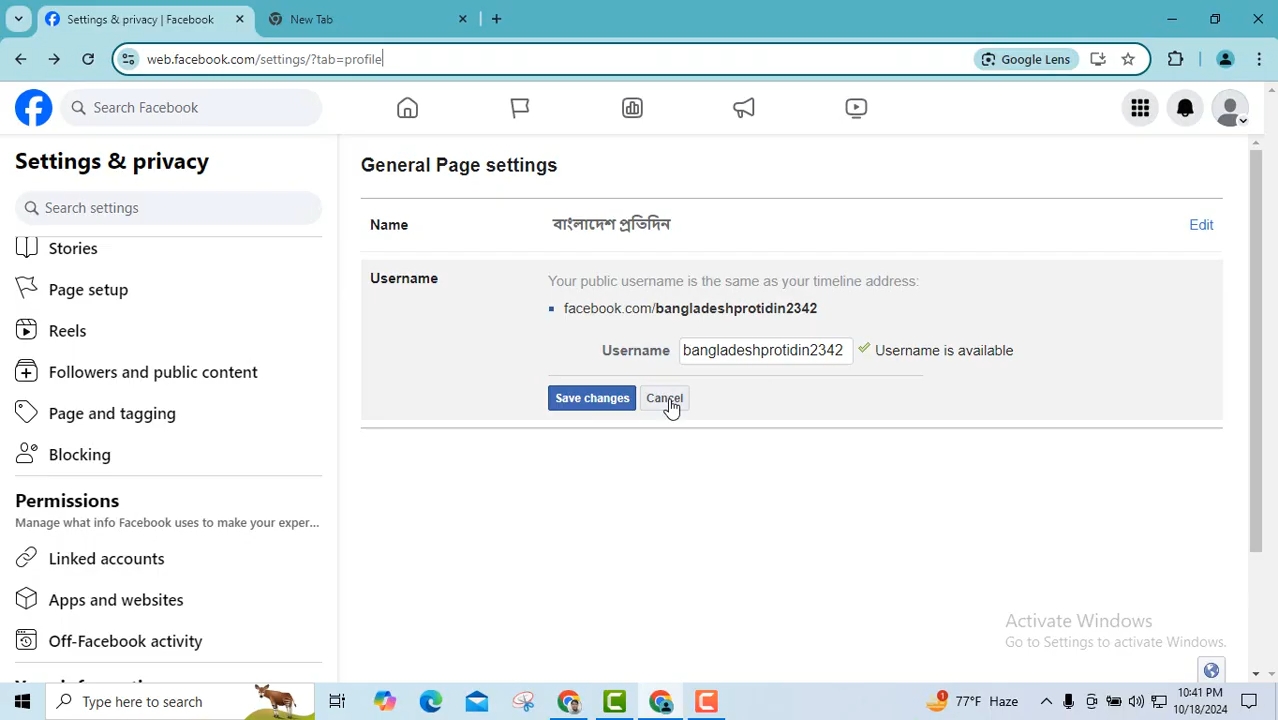 Settings & privacy | Facebook
New Tab
web.facebook.com/settings/?tab=profile
Google Lens
Search Facebook
Settings & privacy
Search settings
Stories
Page setup
Reels
Followers and public content
Page and tagging
Blocking
Permissions
Manage what info Facebook uses to make your exper...
Linked accounts
Apps and websites
Off-Facebook activity
General Page settings
Name
বাংলাদেশ প্রতিদিন
Edit
Username
Your public username is the same as your timeline address:
facebook.com/bangladeshprotidin2342
Username bangladeshprotidin2342 Username is available
Save changes Cancel
Activate Windows
Go to Settings to activate Windows.
Type here to search
1
77°F Haze
10:41 PM
10/18/2024